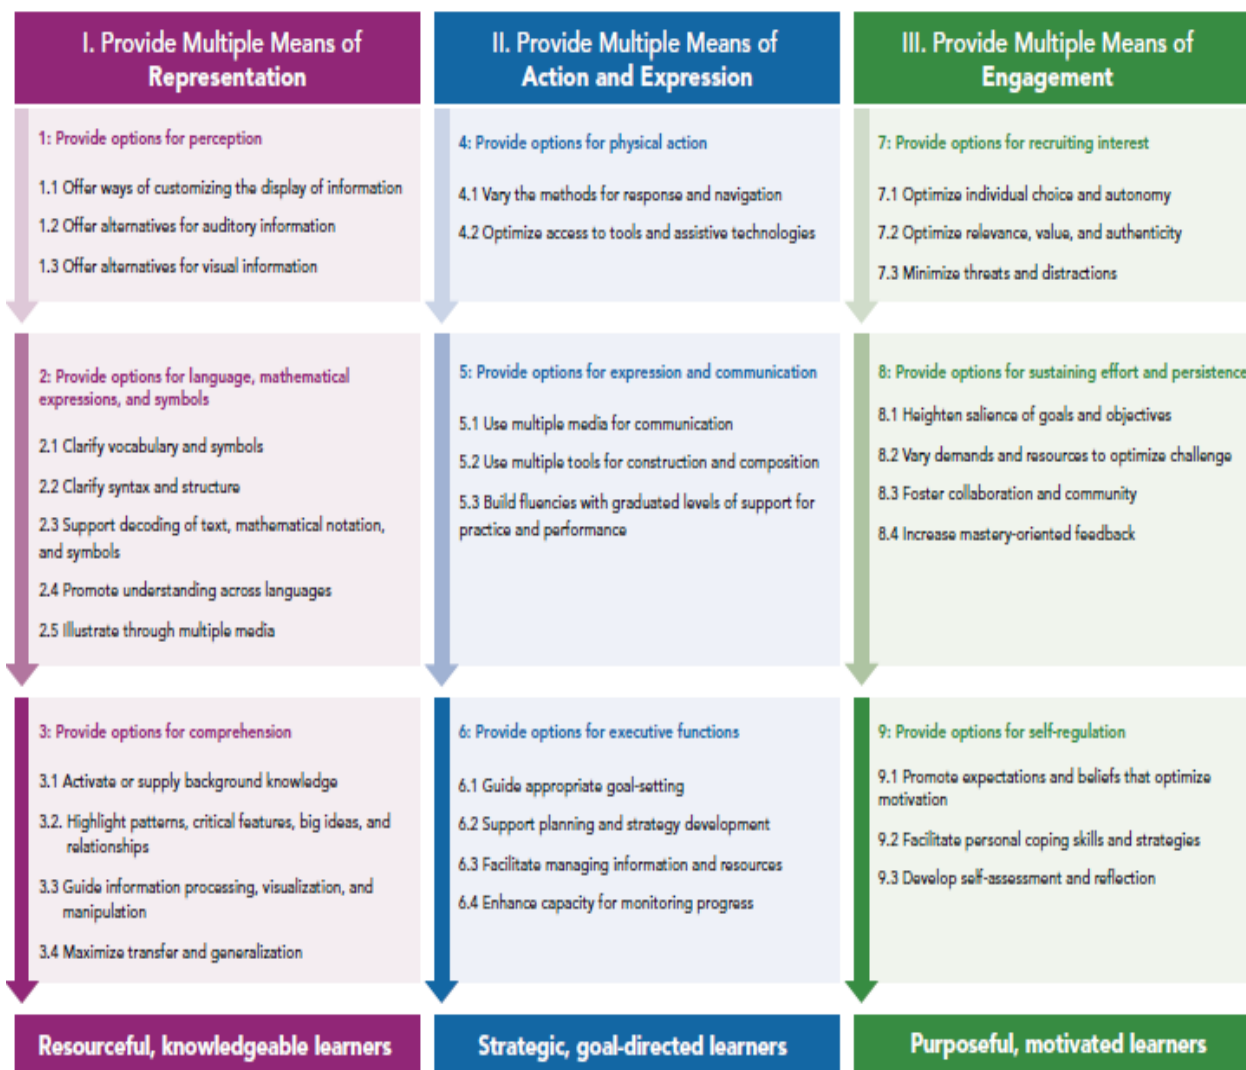 I. Provide Multiple Means of
Representation
1: Provide options for perception
1.1 Offer ways of customizing the display of information
1.2 Offer alternatives for auditory information
1.3 Offer alternatives for visual information
2: Provide options for language, mathematical
expressions, and symbols
2.1 Clarify vocabulary and symbols
2.2 Clarify syntax and structure
2.3 Support decoding of text, mathematical notation,
and symbols
2.4 Promote understanding across languages
2.5 Illustrate through multiple media
3: Provide options for comprehension
3.1 Activate or supply background knowledge
3.2. Highlight patterns, critical features, big ideas, and
relationships
3.3 Guide information processing, visualization, and
manipulation
3.4 Maximize transfer and generalization
Resourceful, knowledgeable learners
II. Provide Multiple Means of
Action and Expression
4: Provide options for physical action
4.1 Vary the methods for response and navigation
4.2 Optimize access to tools and assistive technologies
5: Provide options for expression and communication
5.1 Use multiple media for communication
5.2 Use multiple tools for construction and composition
5.3 Build fluencies with graduated levels of support for
practice and performance
6: Provide options for executive functions
6.1 Guide appropriate goal-setting
6.2 Support planning and strategy development
6.3 Facilitate managing information and resources
6.4 Enhance capacity for monitoring progress
Strategic, goal-directed learners
III. Provide Multiple Means of
Engagement
7: Provide options for recruiting interest
7.1 Optimize individual choice and autonomy
7.2 Optimize relevance, value, and authenticity
7.3 Minimize threats and distractions
8: Provide options for sustaining effort and persistence
8.1 Heighten salience of goals and objectives
8.2 Vary demands and resources to optimize challenge
8.3 Foster collaboration and community
8.4 Increase mastery-oriented feedback
9: Provide options for self-regulation
9.1 Promote expectations and beliefs that optimize
motivation
9.2 Facilitate personal coping skills and strategies
9.3 Develop self-assessment and reflection
Purposeful, motivated learners